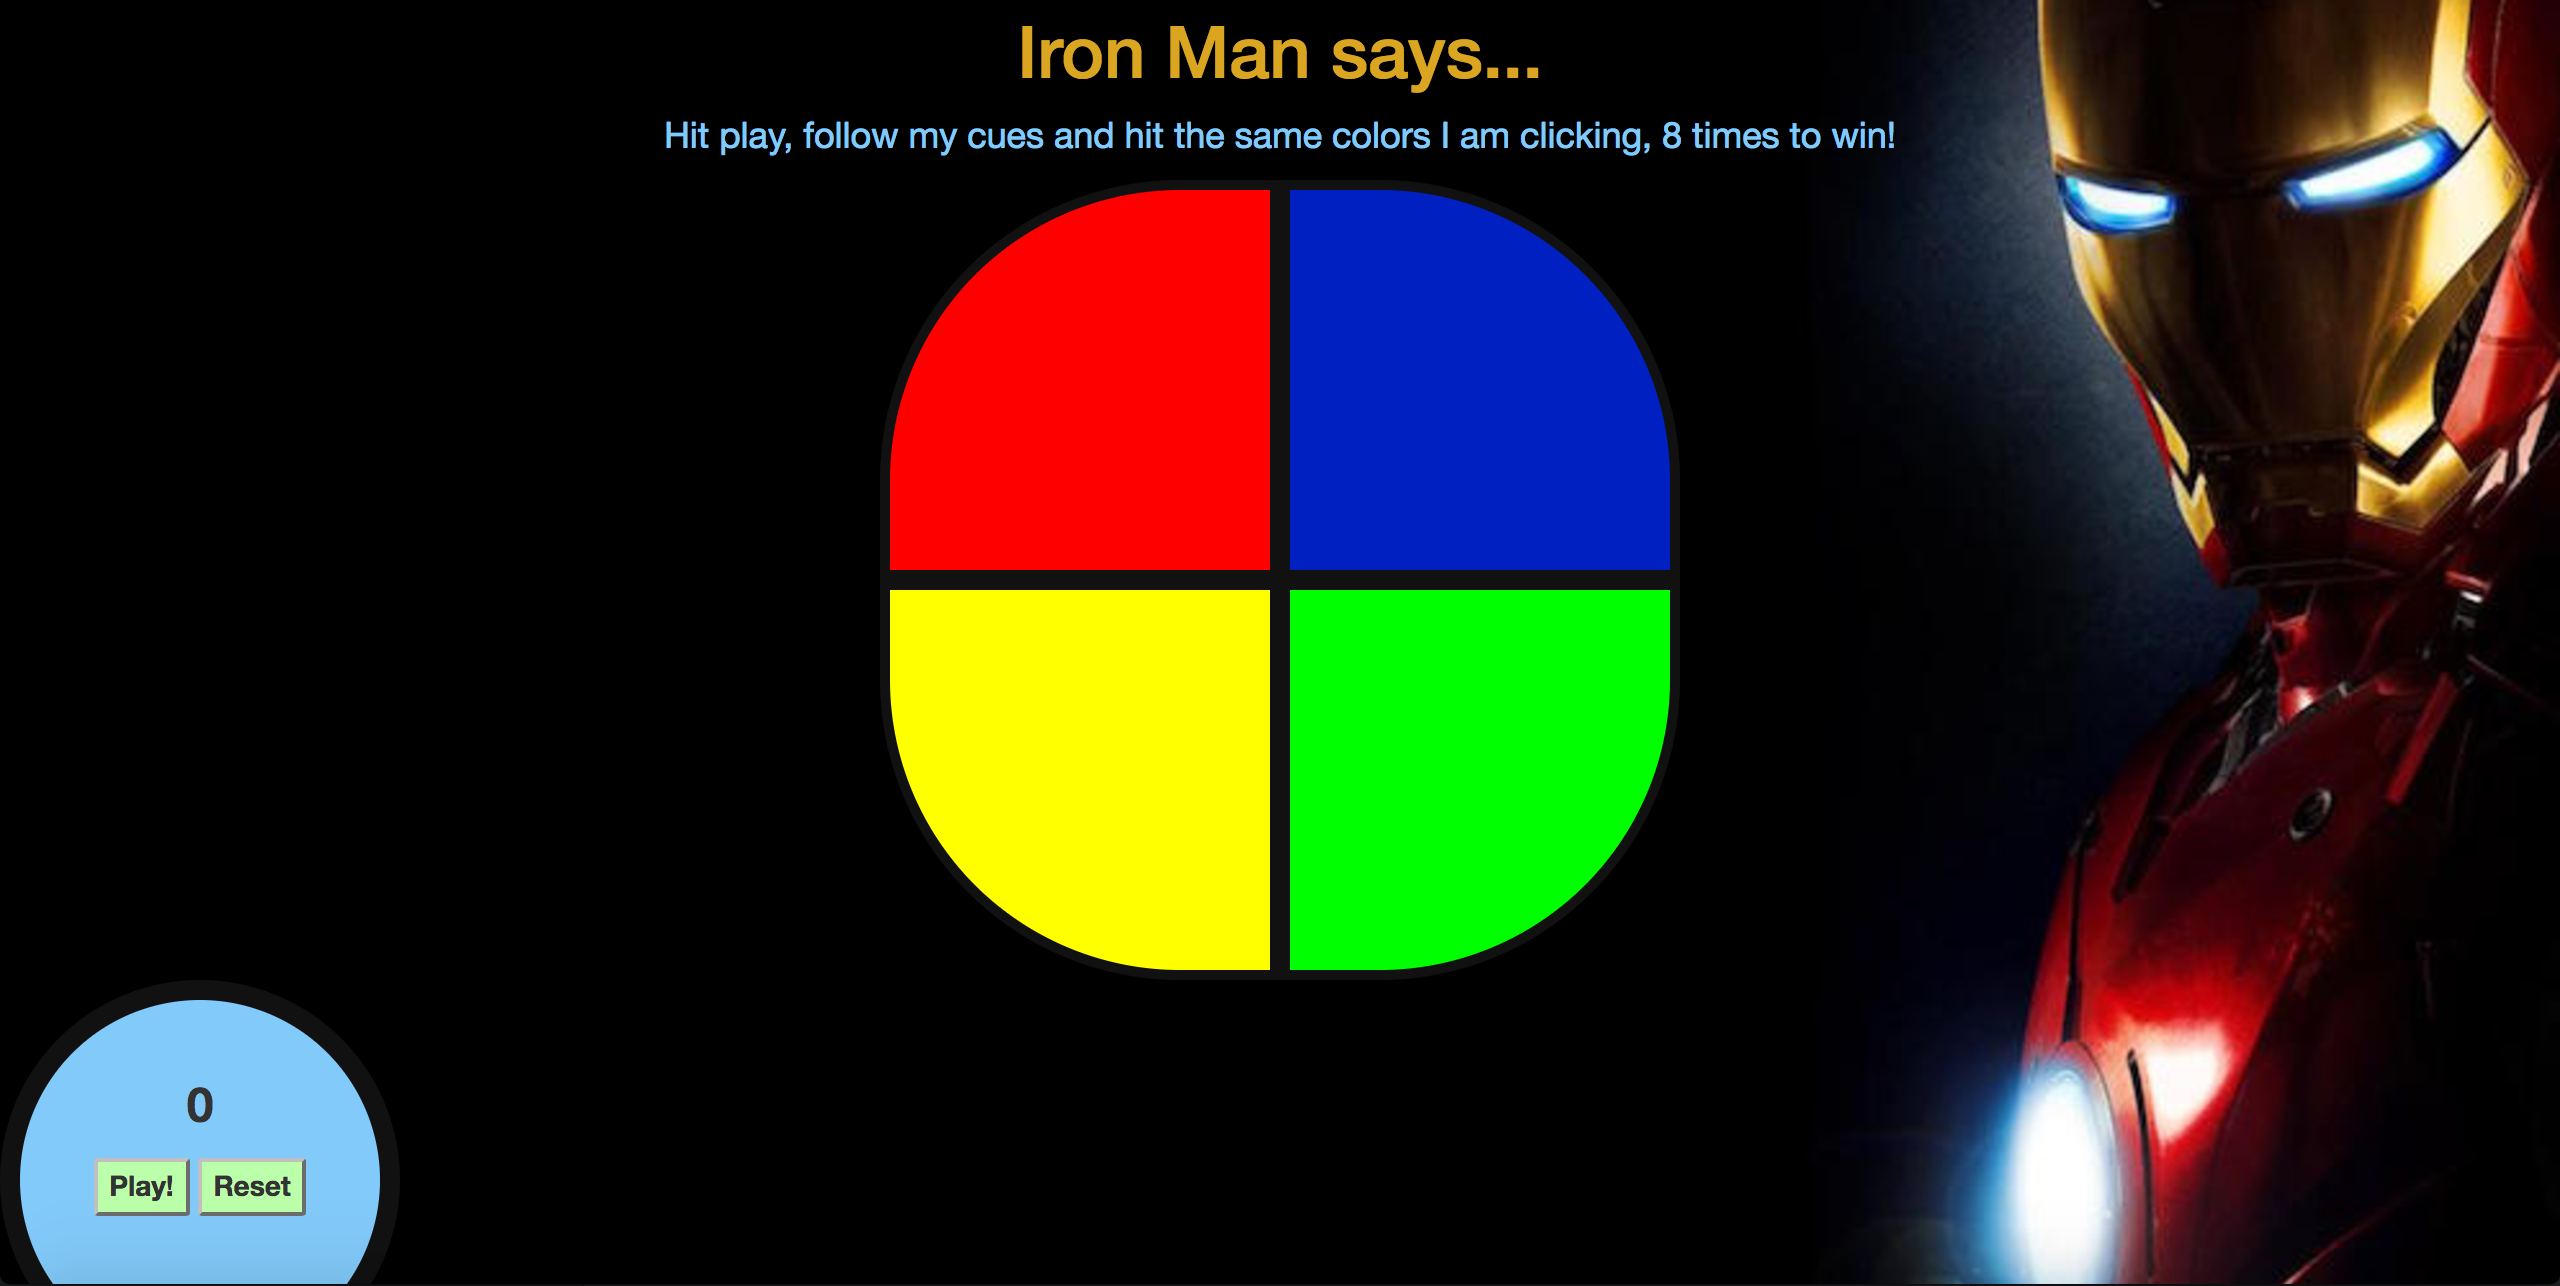 Iron Man says...
Hit play, follow my cues and hit the same colors I am clicking, 8 times to win!
0
Play! Reset